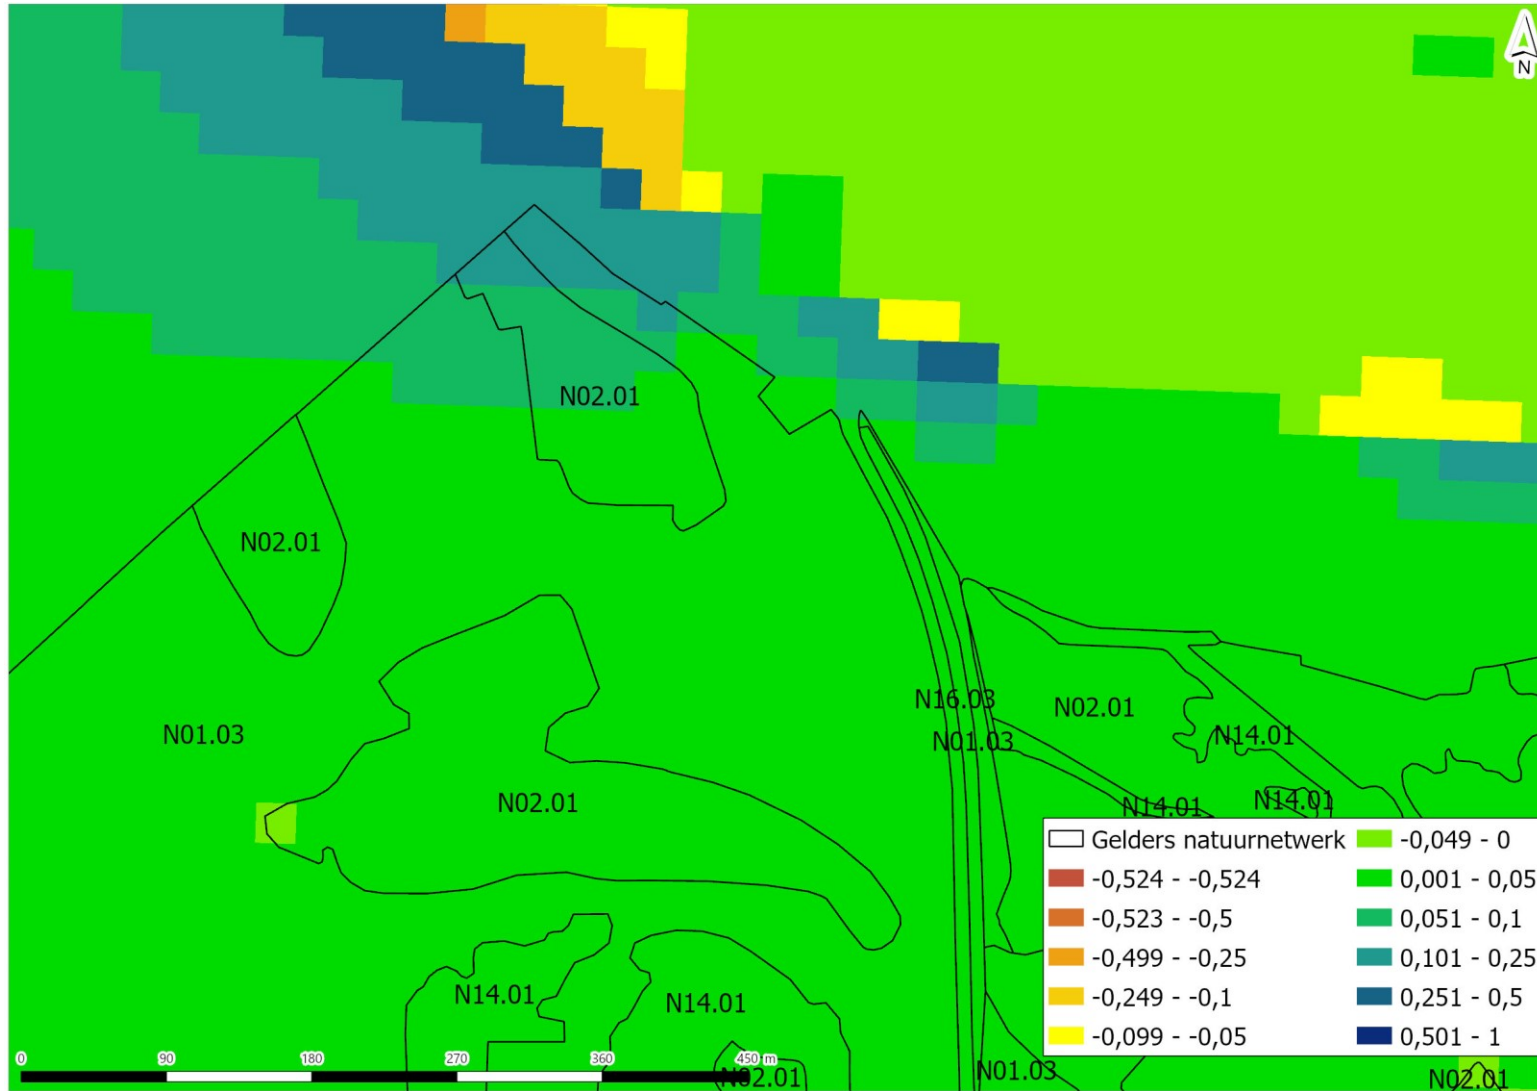 N
N02.01
N02.01
N01.03
N16.03
N02.01
N01.03
N14.01
N02.01
N14.01
N14.01
N14.01
N14.01
N02.01
N01.03
N02.01
0 90 180 270 360 450 m
Gelders natuurnetwerk
-0,524 - -0,524
-0,523 - -0,5
-0,499 - -0,25
-0,249 - -0,1
-0,099 - -0,05
-0,049 - 0
0,001 - 0,05
0,051 - 0,1
0,101 - 0,25
0,251 - 0,5
0,501 - 1